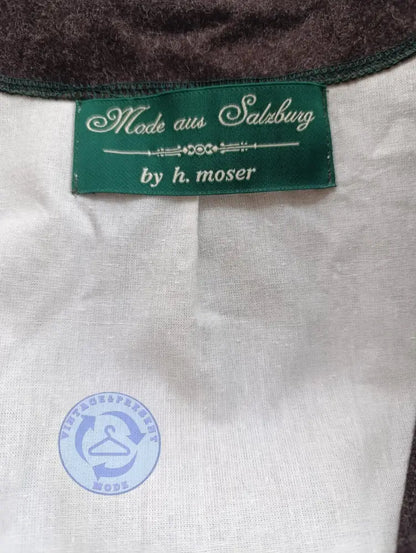 Mode aus Salzburg
by h. moser
VINTAGE&PRESENT
MODE